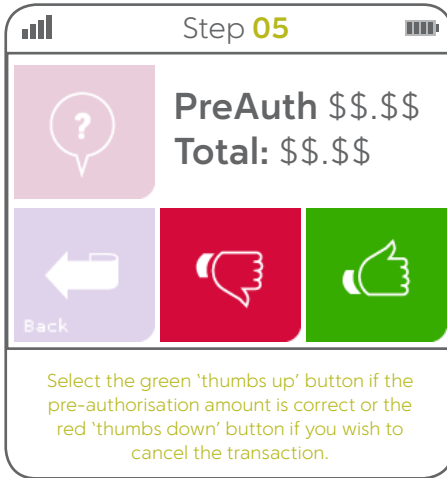 Step 05
?
PreAuth $$.$$
Total: $$.$$
Back
Select the green ‘thumbs up’ button if the
pre-authorisation amount is correct or the
red ‘thumbs down’ button if you wish to
cancel the transaction.